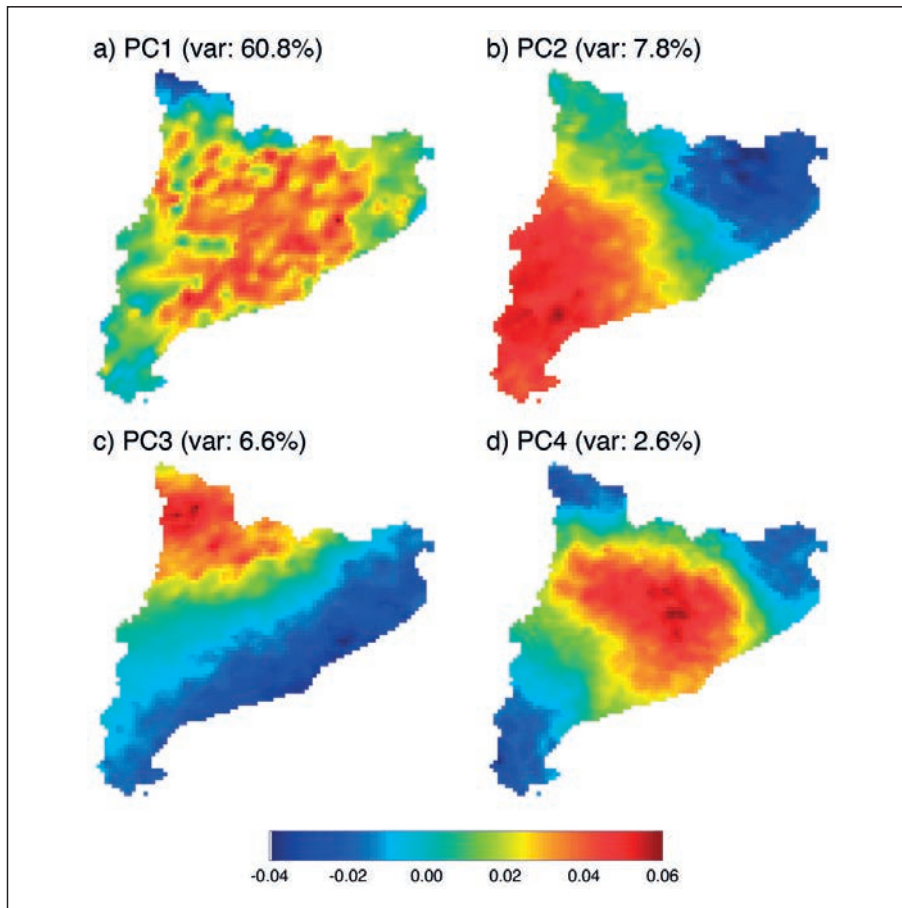 a) PC1 (var: 60.8%)
b) PC2 (var: 7.8%)
c) PC3 (var: 6.6%)
d) PC4 (var: 2.6%)
-0.04 -0.02 0.00 0.02 0.04 0.06